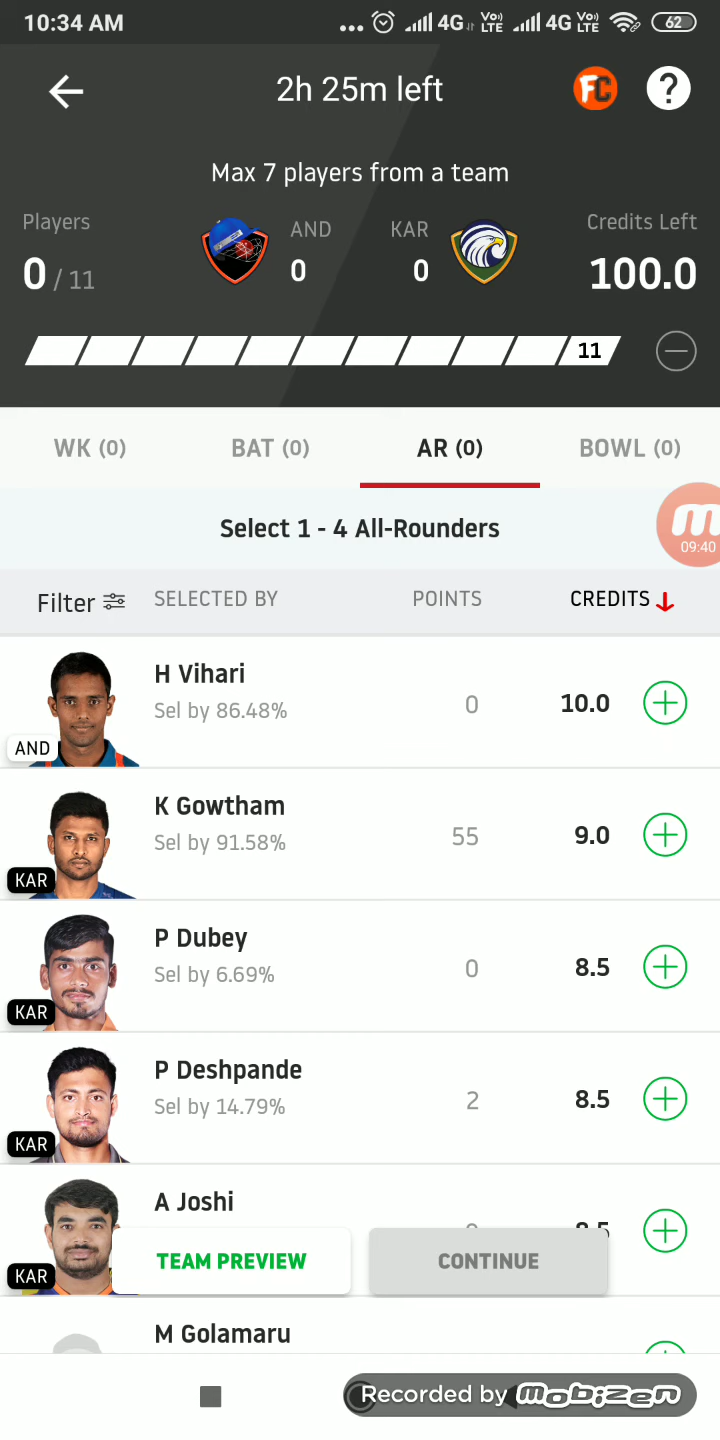 10:34 AM
4G Vo) LTE 4G Vo) LTE 62
2h 25m left
FC ?
Max 7 players from a team
Players AND KAR Credits Left
0 / 11 0 0 100.0
11
WK (0) BAT (0) AR (0) BOWL (0)
Select 1 - 4 All-Rounders
m
09:40
Filter SELECTED BY POINTS CREDITS
H Vihari
Sel by 86.48% 0 10.0
AND
K Gowtham
Sel by 91.58% 55 9.0
KAR
P Dubey
Sel by 6.69% 0 8.5
KAR
P Deshpande
Sel by 14.79% 2 8.5
KAR
A Joshi
KAR
TEAM PREVIEW CONTINUE
M Golamaru
Recorded by mobizen